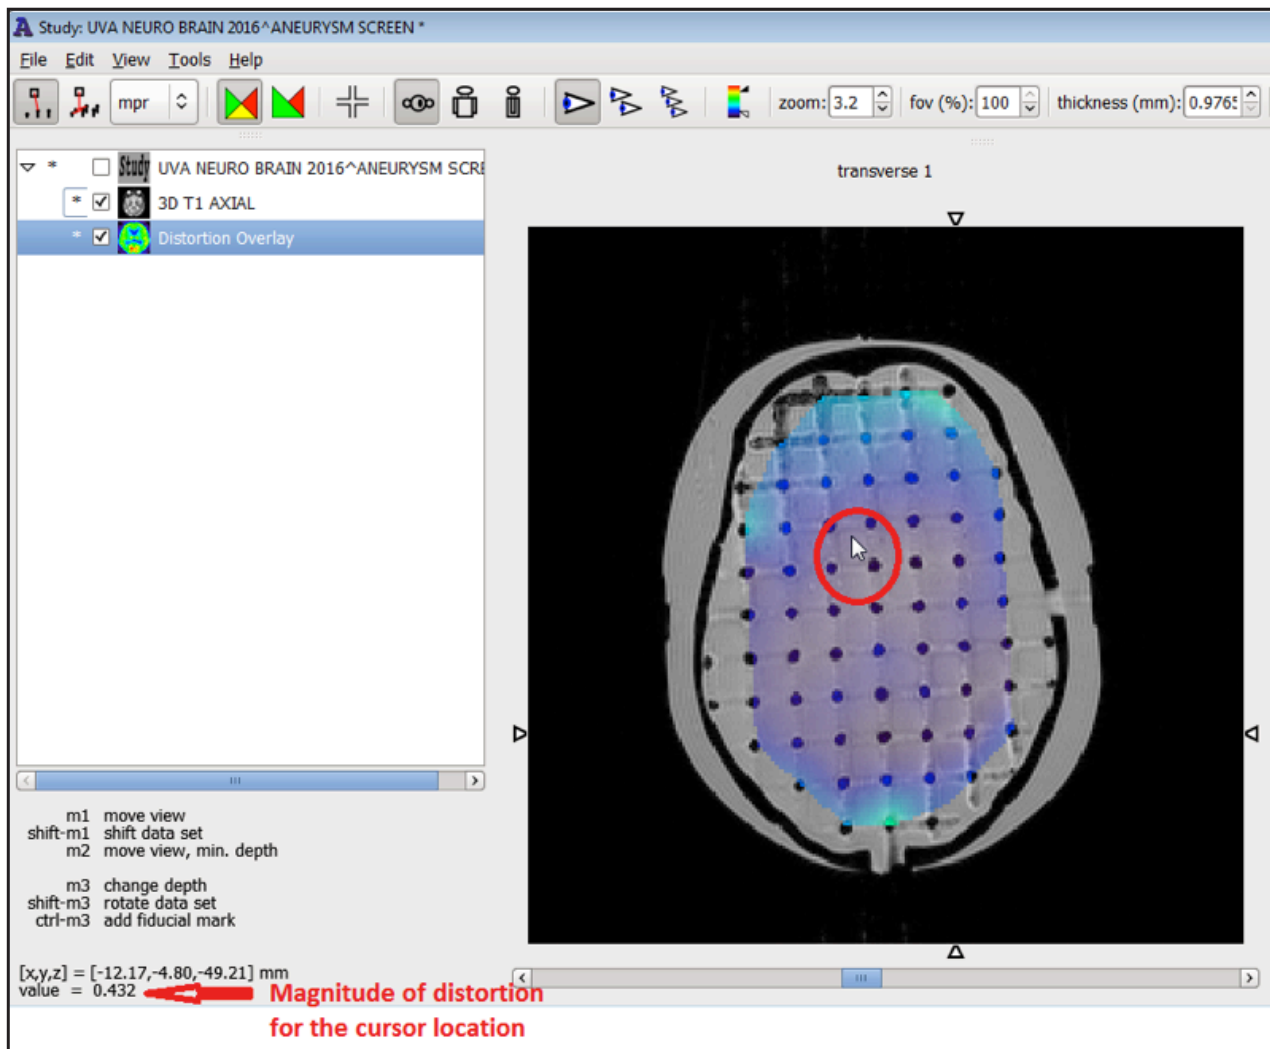 Study: UVA NEURO BRAIN 2016^ANEURYSM SCREEN *
File Edit View Tools Help
mpr zoom: 3.2 fov (%): 100 thickness (mm): 0.9765
* Study UVA NEURO BRAIN 2016^ANEURYSM SCRE
* 3D T1 AXIAL
* Distortion Overlay
transverse 1
m1 move view
shift-m1 shift data set
m2 move view, min. depth
m3 change depth
shift-m3 rotate data set
ctrl-m3 add fiducial mark
[x,y,z] = [-12.17,-4.80,-49.21] mm
value = 0.432
Magnitude of distortion
for the cursor location